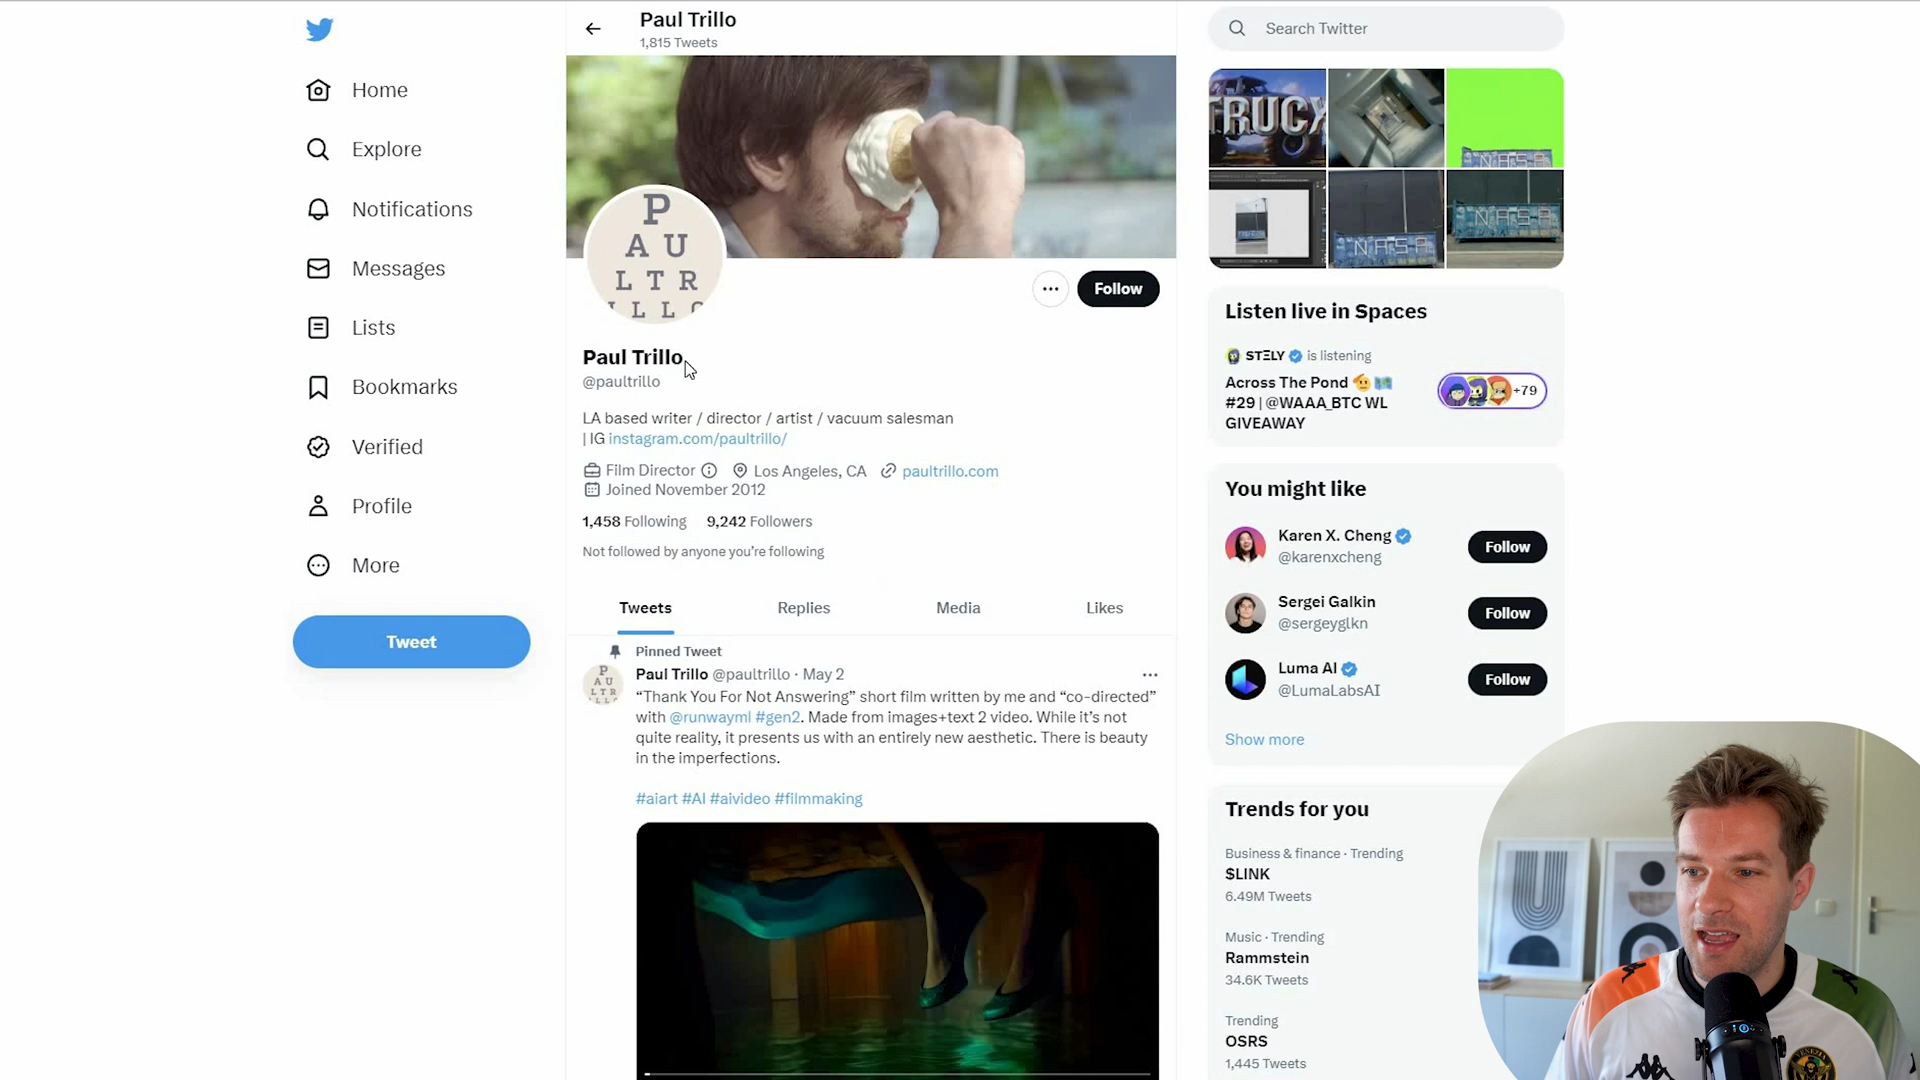 Home
Explore
Notifications
Messages
Lists
Bookmarks
Verified
Profile
More
Tweet
Paul Trillo
1,815 Tweets
P
A U
L T R
I L L O
Follow
Paul Trillo
@paultrillo
LA based writer / director / artist / vacuum salesman
| IG instagram.com/paultrillo/
Film Director
Los Angeles, CA
paultrillo.com
Joined November 2012
1,458 Following 9,242 Followers
Not followed by anyone you're following
Tweets Replies Media Likes
Pinned Tweet
P
A U
L T R
Paul Trillo @paultrillo · May 2
“Thank You For Not Answering” short film written by me and “co-directed”
with @runwayml #gen2. Made from images+text 2 video. While it’s not
quite reality, it presents us with an entirely new aesthetic. There is beauty
in the imperfections.
#aiart #AI #aivideo #filmmaking
Search Twitter
TRUCK
NASA
NASA
NASA
Listen live in Spaces
STΞLY is listening
Across The Pond
#29 | @WAAA_BTC WL
GIVEAWAY
+79
You might like
Karen X. Cheng
@karenxcheng
Follow
Sergei Galkin
@sergeyglkn
Follow
Luma AI
@LumaLabsAI
Follow
Show more
Trends for you
Business & finance · Trending
$LINK
6.49M Tweets
Music · Trending
Rammstein
34.6K Tweets
Trending
OSRS
1,445 Tweets
VENEZIA